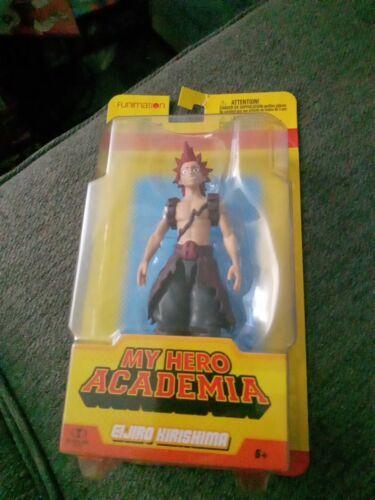 FUNIMATION
ATTENTION!
MY HERO
ACADEMIA
EIJIRO KIRISHIMA
6+